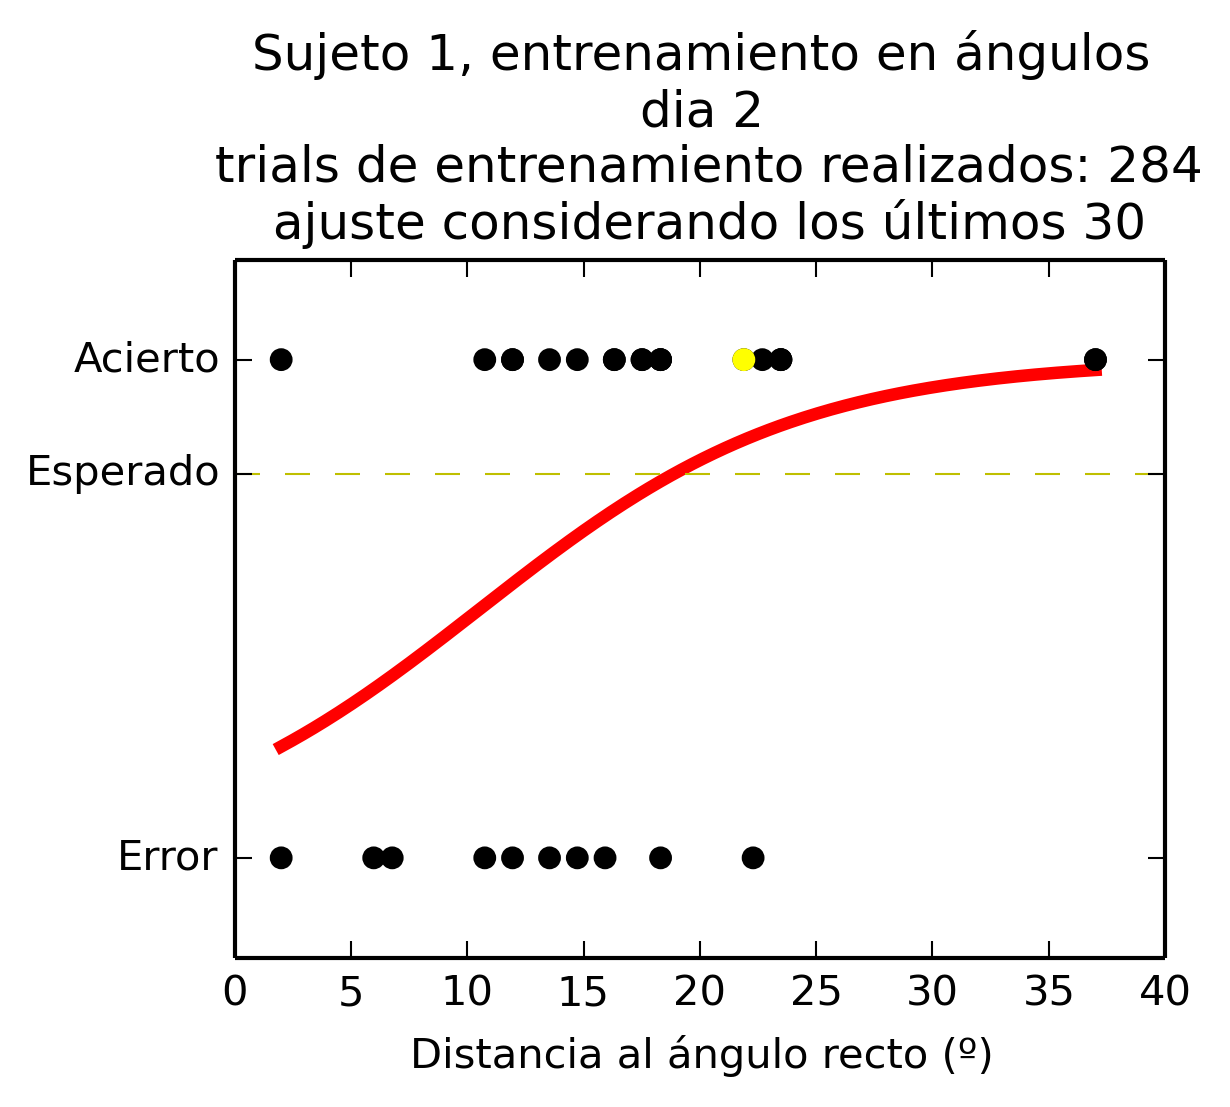 Sujeto 1, entrenamiento en ángulos
dia 2
trials de entrenamiento realizados: 284
ajuste considerando los últimos 30
Acierto
Esperado
Error
0 5 10 15 20 25 30 35 40
Distancia al ángulo recto (º)